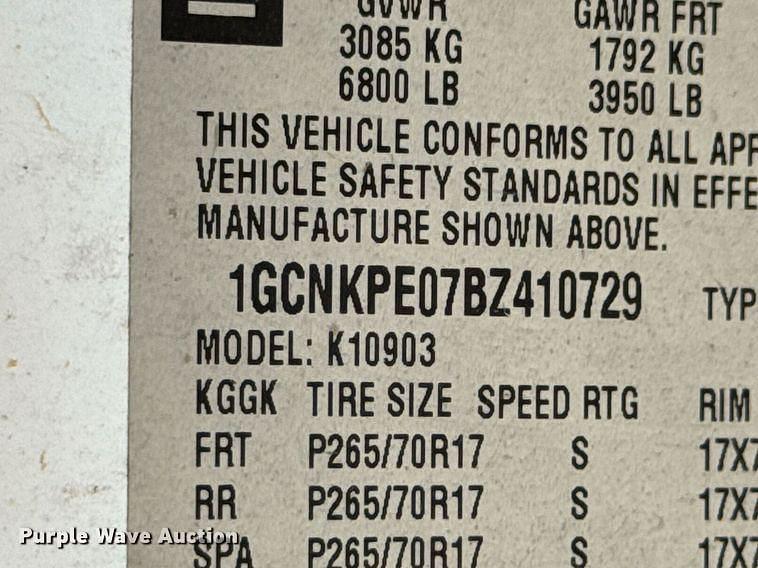 GVWR GAWR FRT
3085 KG 1792 KG
6800 LB 3950 LB
THIS VEHICLE CONFORMS TO ALL APP
VEHICLE SAFETY STANDARDS IN EFFE
MANUFACTURE SHOWN ABOVE.
1GCNKPE07BZ410729 TYP
MODEL: K10903
KGGK TIRE SIZE SPEED RTG RIM
FRT P265/70R17 S 17X7
RR P265/70R17 S 17X7
SPA P265/70R17 S 17X7
Purple Wave Auction